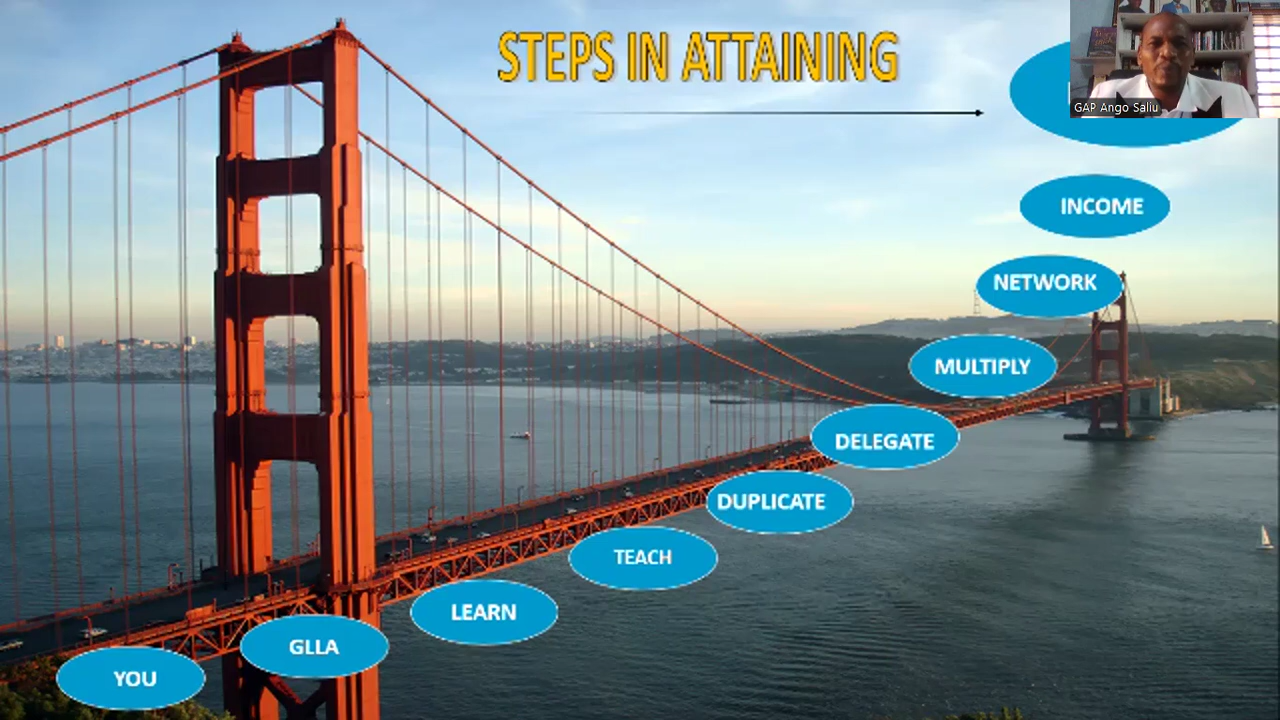 STEPS IN ATTAINING
GAP Ango Saliu
INCOME
NETWORK
MULTIPLY
DELEGATE
DUPLICATE
TEACH
LEARN
GLLA
YOU